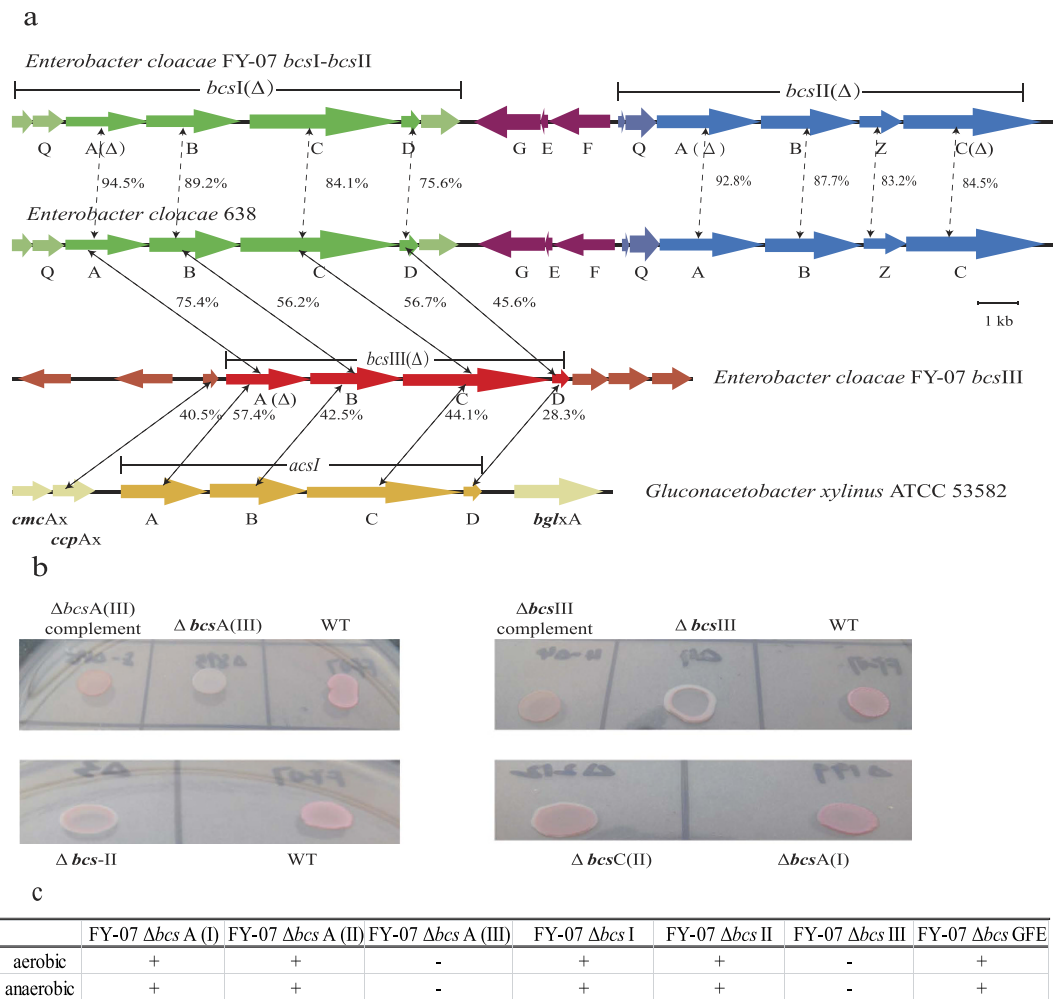 a
Enterobacter cloacae FY-07 bcsI-bcsII
bcsI(Δ) bcsII(Δ)
Q A(Δ) B C D G E F Q A (Δ) B Z C(Δ)
94.5% 89.2% 84.1% 75.6% 92.8% 87.7% 83.2% 84.5%
Enterobacter cloacae 638
Q A B C D G E F Q A B Z C
75.4% 56.2% 56.7% 45.6%
1 kb
bcsIII(Δ)
Enterobacter cloacae FY-07 bcsIII
A (Δ) B C D
40.5% 57.4% 42.5% 44.1% 28.3%
acsI
Gluconacetobacter xylinus ATCC 53582
cmcAx A B C D bglxA
ccpAx
b
ΔbcsA(III) complement Δ bcsA(III) WT
ΔbcsIII complement Δ bcsIII WT
Δ bcs-II WT
Δ bcsC(II) ΔbcsA(I)
c
FY-07 Δbcs A (I) FY-07 Δbcs A (II) FY-07 Δbcs A (III) FY-07 Δbcs I FY-07 Δbcs II FY-07 Δbcs III FY-07 Δbcs GFE
aerobic + + - + + - +
anaerobic + + - + + - +